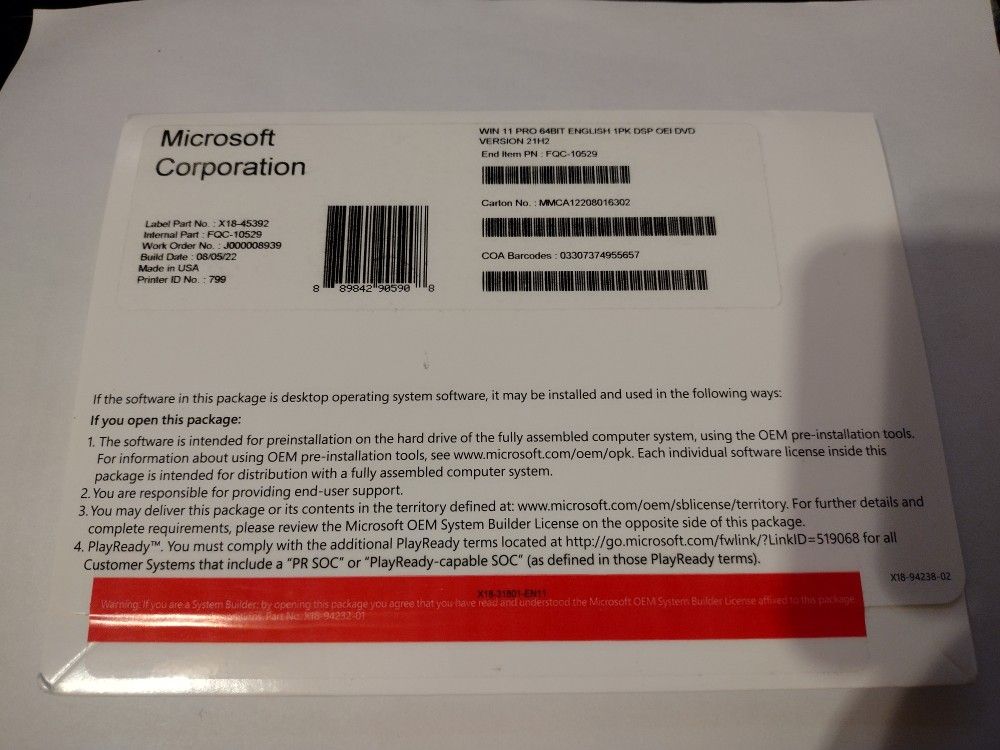 Microsoft
Corporation
Label Part No. : X18-45392
Internal Part : FQC-10529
Work Order No. : J000008939
Build Date : 08/05/22
Made in USA
Printer ID No. : 799
8 89842 90590 8
WIN 11 PRO 64BIT ENGLISH 1PK DSP OEI DVD
VERSION 21H2
End Item PN : FQC-10529
Carton No. : MMCA12208016302
COA Barcodes : 03307374955657
If the software in this package is desktop operating system software, it may be installed and used in the following ways:
If you open this package:
1. The software is intended for preinstallation on the hard drive of the fully assembled computer system, using the OEM pre-installation tools.
For information about using OEM pre-installation tools, see www.microsoft.com/oem/opk. Each individual software license inside this
package is intended for distribution with a fully assembled computer system.
2. You are responsible for providing end-user support.
3. You may deliver this package or its contents in the territory defined at: www.microsoft.com/oem/sblicense/territory. For further details and
complete requirements, please review the Microsoft OEM System Builder License on the opposite side of this package.
4. PlayReady™. You must comply with the additional PlayReady terms located at http://go.microsoft.com/fwlink/?LinkID=519068 for all
Customer Systems that include a “PR SOC” or “PlayReady-capable SOC” (as defined in those PlayReady terms).
X18-94238-02
X18-31801-EN11
Warning: If you are a System Builder; by opening this package you agree that you have read and understand the Microsoft OEM System Builder License affixed to this package
Part No. X18-94232-01